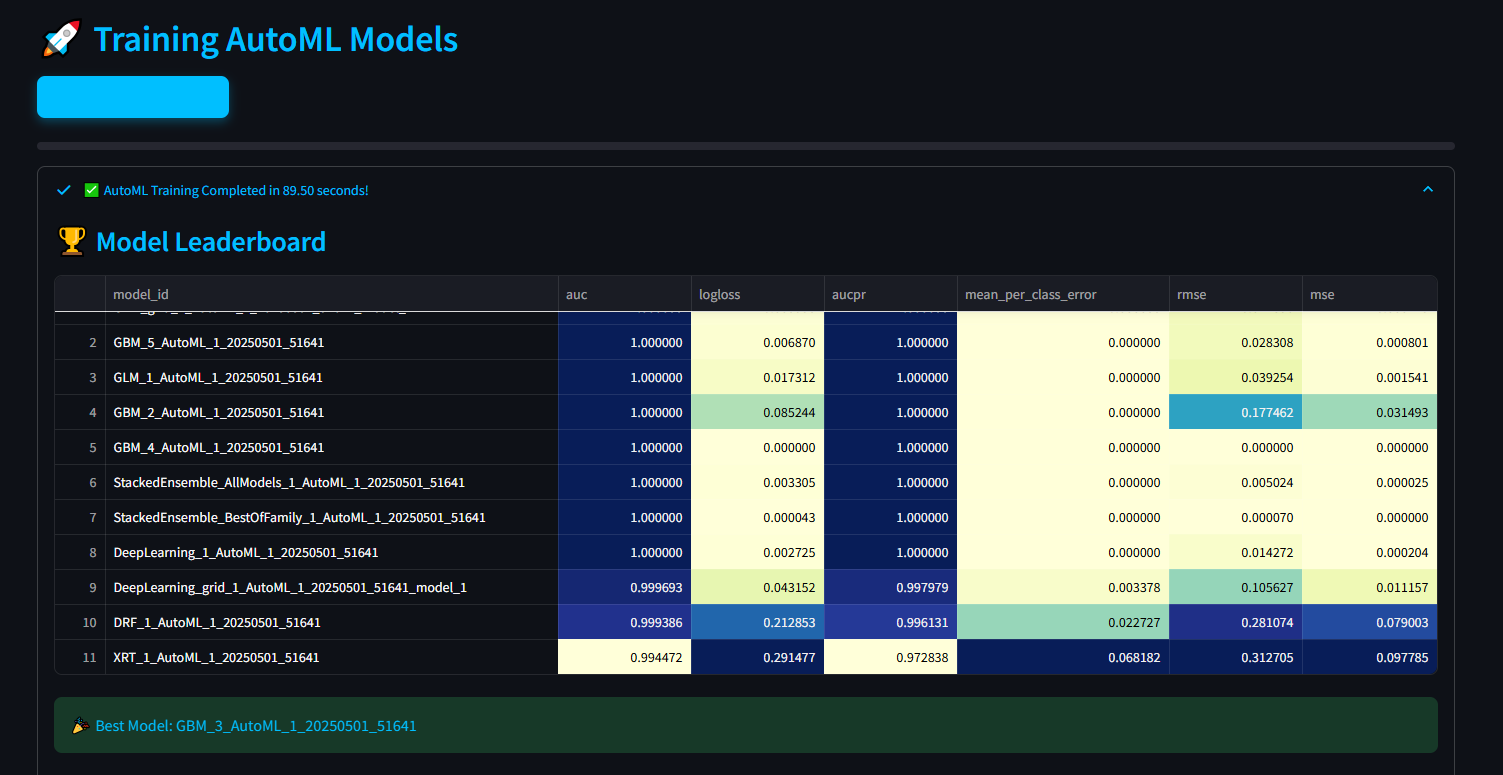 🚀 Training AutoML Models
✅ AutoML Training Completed in 89.50 seconds!
🏆 Model Leaderboard
model_id auc logloss aucpr mean_per_class_error rmse mse
2 GBM_5_AutoML_1_20250501_51641 1.000000 0.006870 1.000000 0.000000 0.028308 0.000801
3 GLM_1_AutoML_1_20250501_51641 1.000000 0.017312 1.000000 0.000000 0.039254 0.001541
4 GBM_2_AutoML_1_20250501_51641 1.000000 0.085244 1.000000 0.000000 0.177462 0.031493
5 GBM_4_AutoML_1_20250501_51641 1.000000 0.000000 1.000000 0.000000 0.000000 0.000000
6 StackedEnsemble_AllModels_1_AutoML_1_20250501_51641 1.000000 0.003305 1.000000 0.000000 0.005024 0.000025
7 StackedEnsemble_BestOfFamily_1_AutoML_1_20250501_51641 1.000000 0.000043 1.000000 0.000000 0.000070 0.000000
8 DeepLearning_1_AutoML_1_20250501_51641 1.000000 0.002725 1.000000 0.000000 0.014272 0.000204
9 DeepLearning_grid_1_AutoML_1_20250501_51641_model_1 0.999693 0.043152 0.997979 0.003378 0.105627 0.011157
10 DRF_1_AutoML_1_20250501_51641 0.999386 0.212853 0.996131 0.022727 0.281074 0.079003
11 XRT_1_AutoML_1_20250501_51641 0.994472 0.291477 0.972838 0.068182 0.312705 0.097785
🎉 Best Model: GBM_3_AutoML_1_20250501_51641